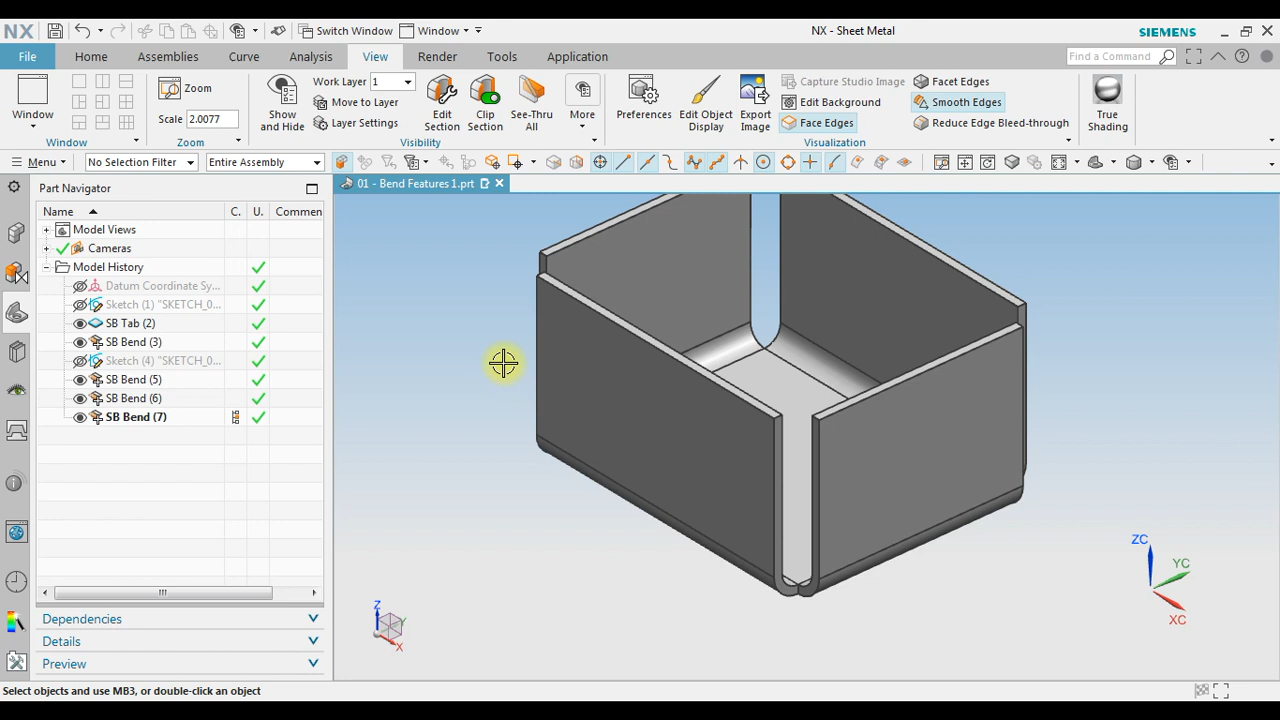 NX
Switch Window
Window
NX - Sheet Metal
SIEMENS
File
Home
Assemblies
Curve
Analysis
View
Tools
Application
Find a Command
Window
Zoom
Scale 2.0077
Show and Hide
Work Layer 1
Move to Layer
Layer Settings
Edit Section
Clip Section
See-Thru All
More
Preferences
Edit Object Display
Export Image
Capture Studio Image
Edit Background
Face Edges
Facet Edges
Smooth Edges
Reduce Edge Bleed-through
True Shading
Window
Zoom
Visibility
Visualization
Menu
No Selection Filter
Entire Assembly
Part Navigator
01 - Bend Features 1.prt
Name
C.
U.
Commen
Model Views
Cameras
Model History
Datum Coordinate Sy...
Sketch (1) "SKETCH_0...
SB Tab (2)
SB Bend (3)
Sketch (4) "SKETCH_0...
SB Bend (5)
SB Bend (6)
SB Bend (7)
ZC
YC
XC
Z
Y
X
Dependencies
Details
Preview
Select objects and use MB3, or double-click an object